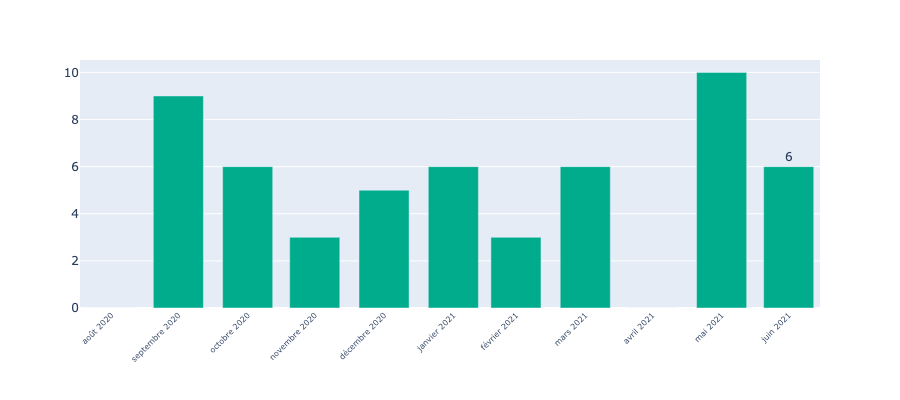 10
8
6
4
2
0
6
août 2020
septembre 2020
octobre 2020
novembre 2020
décembre 2020
janvier 2021
février 2021
mars 2021
avril 2021
mai 2021
juin 2021